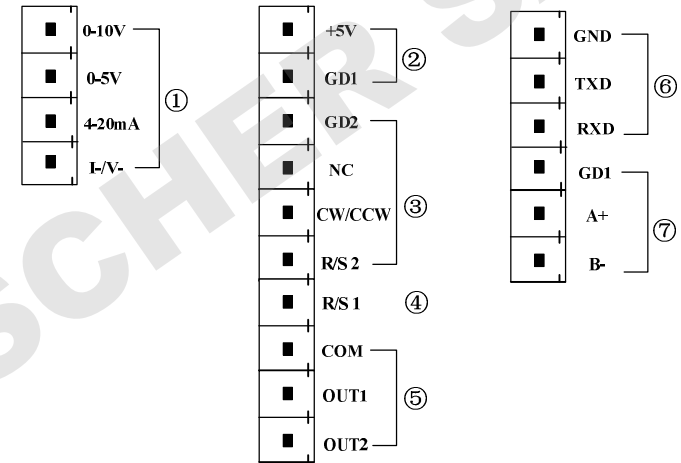 0-10V
0-5V
4-20mA
I-/V-
①
+5V
GD1
②
GD2
NC
CW/CCW
R/S 2
③
R/S 1
④
COM
OUT1
OUT2
⑤
GND
TXD
RXD
⑥
GD1
A+
B-
⑦